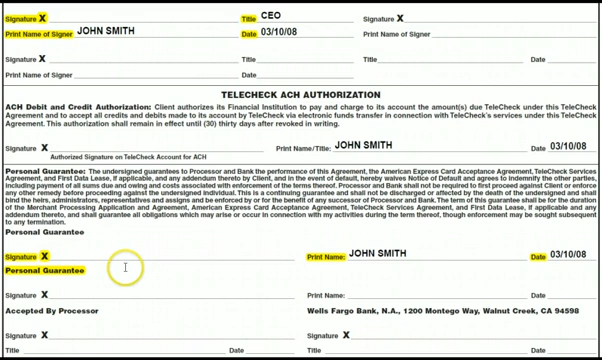 Signature X Title CEO Signature X
Print Name of Signer JOHN SMITH Date 03/10/08 Print Name of Signer
Signature X Title Title Date
Print Name of Signer Date
TELECHECK ACH AUTHORIZATION
ACH Debit and Credit Authorization: Client authorizes its Financial Institution to pay and charge to its account the amount(s) due TeleCheck under this TeleCheck
Agreement and to accept all credits and debits made to its account by TeleCheck via electronic funds transfer in connection with TeleCheck's services under this
Agreement. This authorization shall remain in effect until (30) thirty days after revoked in writing.
Signature X Print Name/Title: JOHN SMITH Date 03/10/08
Authorized Signature on TeleCheck Account for ACH
Personal Guarantee: The undersigned guarantees to Processor and Bank the performance of this Agreement, the American Express Card Acceptance Agreement, TeleCheck Services
Agreement, and First Data Lease, if applicable, and any addendum thereto by Client, and in the event of default, hereby waives Notice of Default and agrees to indemnify the other parties,
including payment of all sums due and owing and costs associated with enforcement of the terms thereof. Processor and Bank shall not be required to first proceed against Client or enforce
any other remedy before proceeding against the undersigned individual. This is a continuing guarantee and shall not be discharged or affected by the death of the undersigned and shall
bind the heirs, administrators, representatives and assigns and be enforced by or for the benefit of any successor of Processor and Bank. The term of this guarantee shall be for the duration
of the Merchant Processing Application and Agreement, American Express Card Acceptance Agreement, TeleCheck Services Agreement, and First Data Lease, if applicable and any
addendum thereto, and shall guarantee all obligations which may arise or occur in connection with my activities during the term thereof, though enforcement may be sought subsequent
to any termination.
Personal Guarantee
Signature X Print Name: JOHN SMITH Date 03/10/08
Personal Guarantee
Signature X Print Name: Date
Accepted By Processor Wells Fargo Bank, N.A., 1200 Montego Way, Walnut Creek, CA 94598
Signature X Signature X
Title Date Title Date